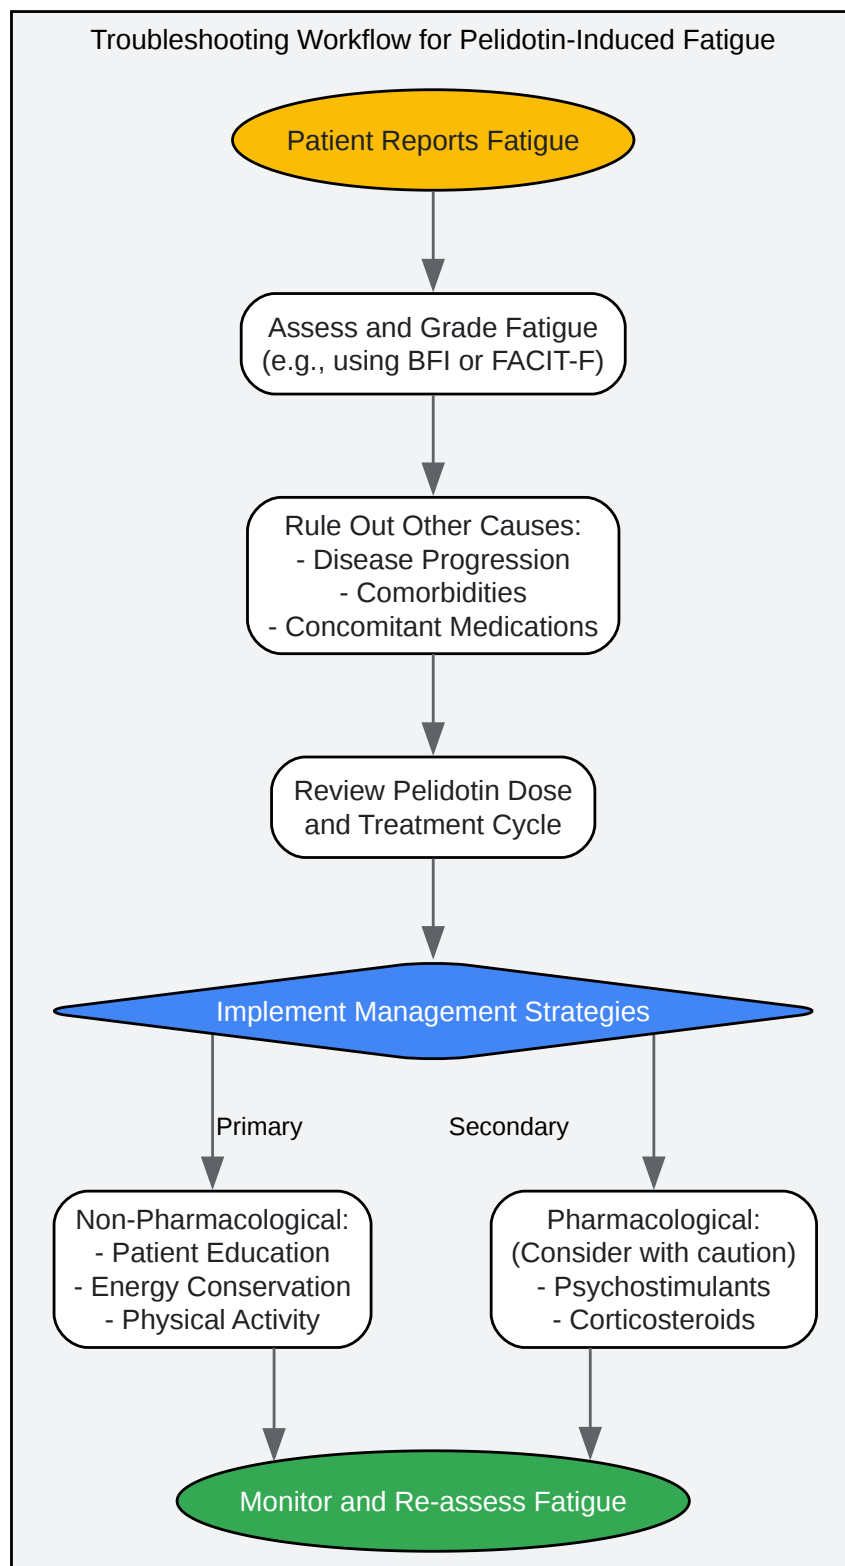 Troubleshooting Workflow for Pelidotin-Induced Fatigue
Patient Reports Fatigue
Assess and Grade Fatigue
(e.g., using BFI or FACIT-F)
Rule Out Other Causes:
- Disease Progression
- Comorbidities
- Concomitant Medications
Review Pelidotin Dose
and Treatment Cycle
Implement Management Strategies
Primary
Secondary
Non-Pharmacological:
- Patient Education
- Energy Conservation
- Physical Activity
Pharmacological:
(Consider with caution)
- Psychostimulants
- Corticosteroids
Monitor and Re-assess Fatigue